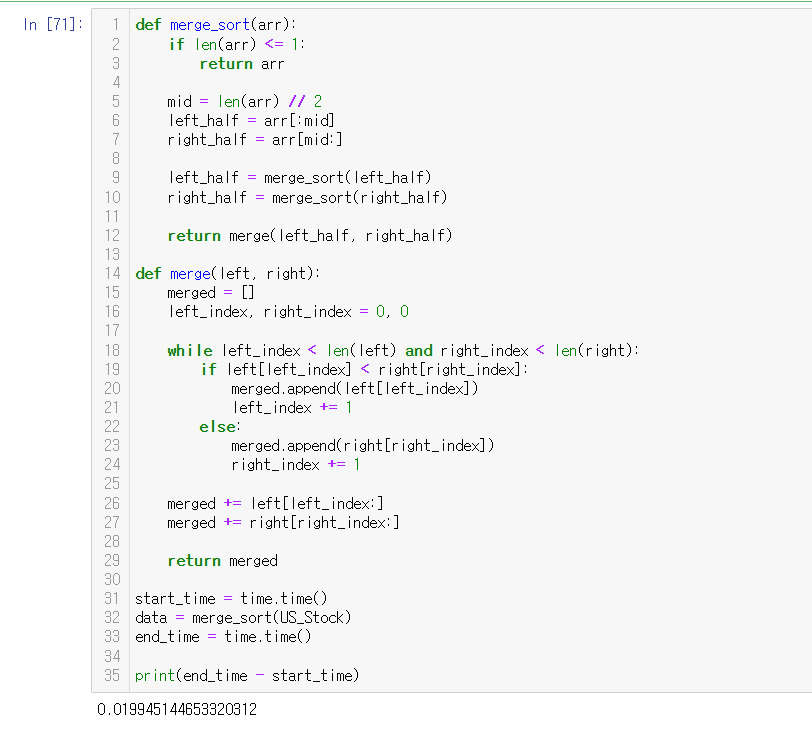 In [71]:
1 def merge_sort(arr):
2     if len(arr) <= 1:
3         return arr
4
5     mid = len(arr) // 2
6     left_half = arr[:mid]
7     right_half = arr[mid:]
8
9     left_half = merge_sort(left_half)
10     right_half = merge_sort(right_half)
11
12     return merge(left_half, right_half)
13
14 def merge(left, right):
15     merged = []
16     left_index, right_index = 0, 0
17
18     while left_index < len(left) and right_index < len(right):
19         if left[left_index] < right[right_index]:
20             merged.append(left[left_index])
21             left_index += 1
22         else:
23             merged.append(right[right_index])
24             right_index += 1
25
26     merged += left[left_index:]
27     merged += right[right_index:]
28
29     return merged
30
31 start_time = time.time()
32 data = merge_sort(US_Stock)
33 end_time = time.time()
34
35 print(end_time - start_time)
0.019945144653320312